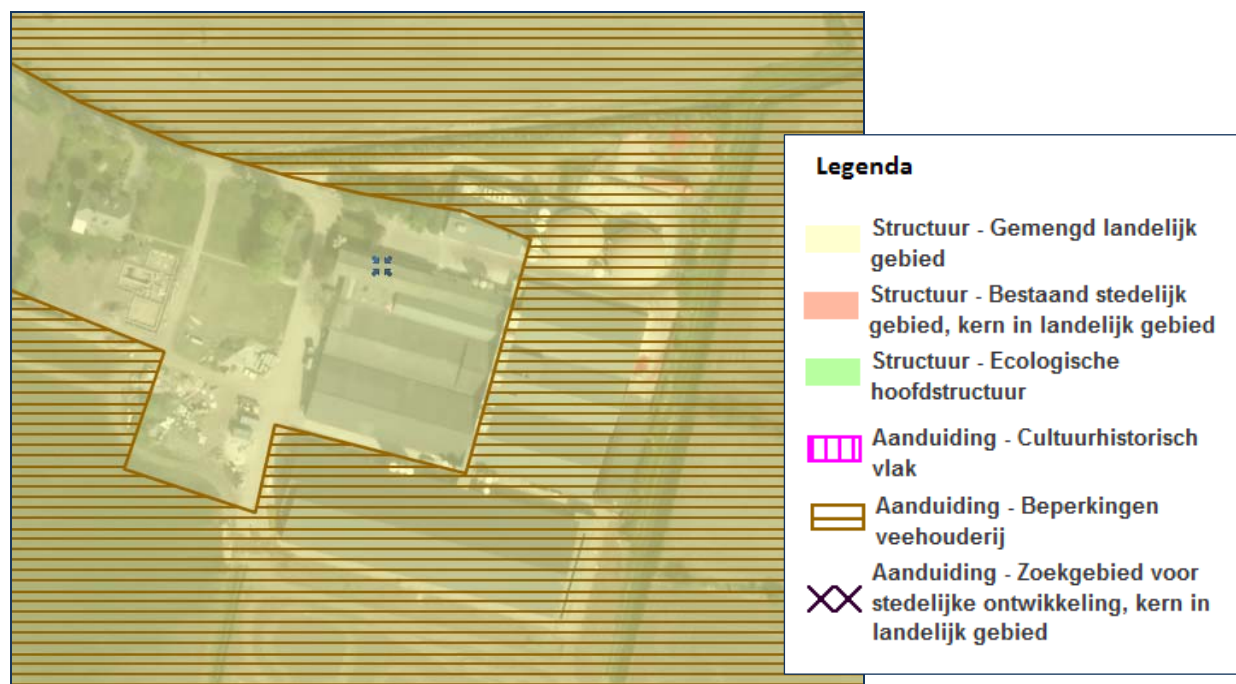 Legenda
Structuur - Gemengd landelijk
gebied
Structuur - Bestaand stedelijk
gebied, kern in landelijk gebied
Structuur - Ecologische
hoofdstructuur
Aanduiding - Cultuurhistorisch
vlak
Aanduiding - Beperkingen
veehouderij
Aanduiding - Zoekgebied voor
stedelijke ontwikkeling, kern in
landelijk gebied